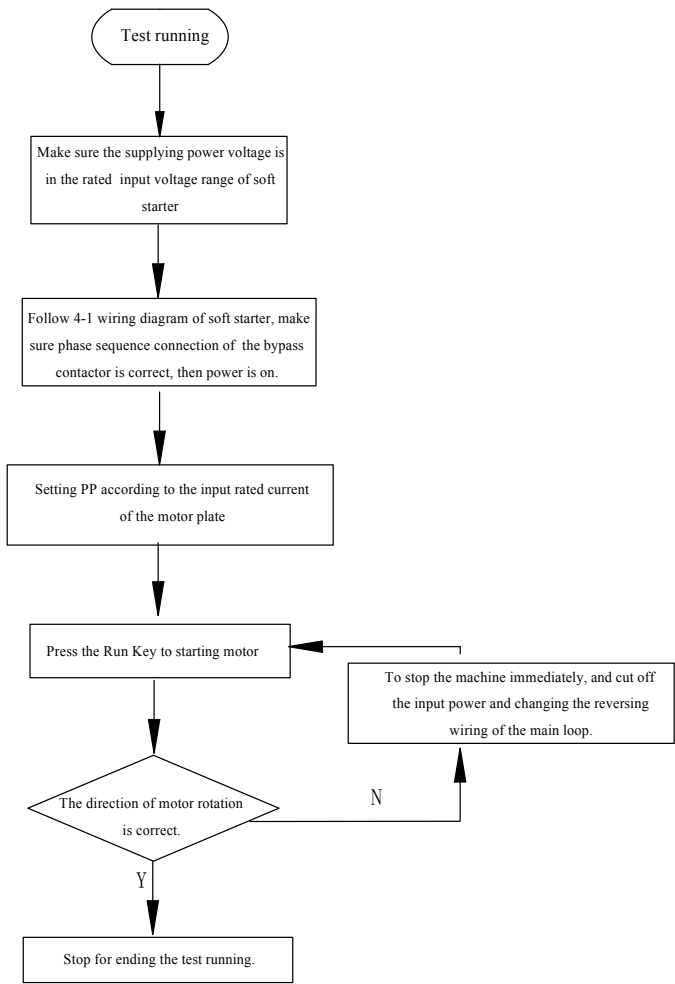 Test running
Make sure the supplying power voltage is
in the rated input voltage range of soft
starter
Follow 4-1 wiring diagram of soft starter, make
sure phase sequence connection of the bypass
contactor is correct, then power is on.
Setting PP according to the input rated current
of the motor plate
Press the Run Key to starting motor
To stop the machine immediately, and cut off
the input power and changing the reversing
wiring of the main loop.
The direction of motor rotation
is correct.
N
Y
Stop for ending the test running.